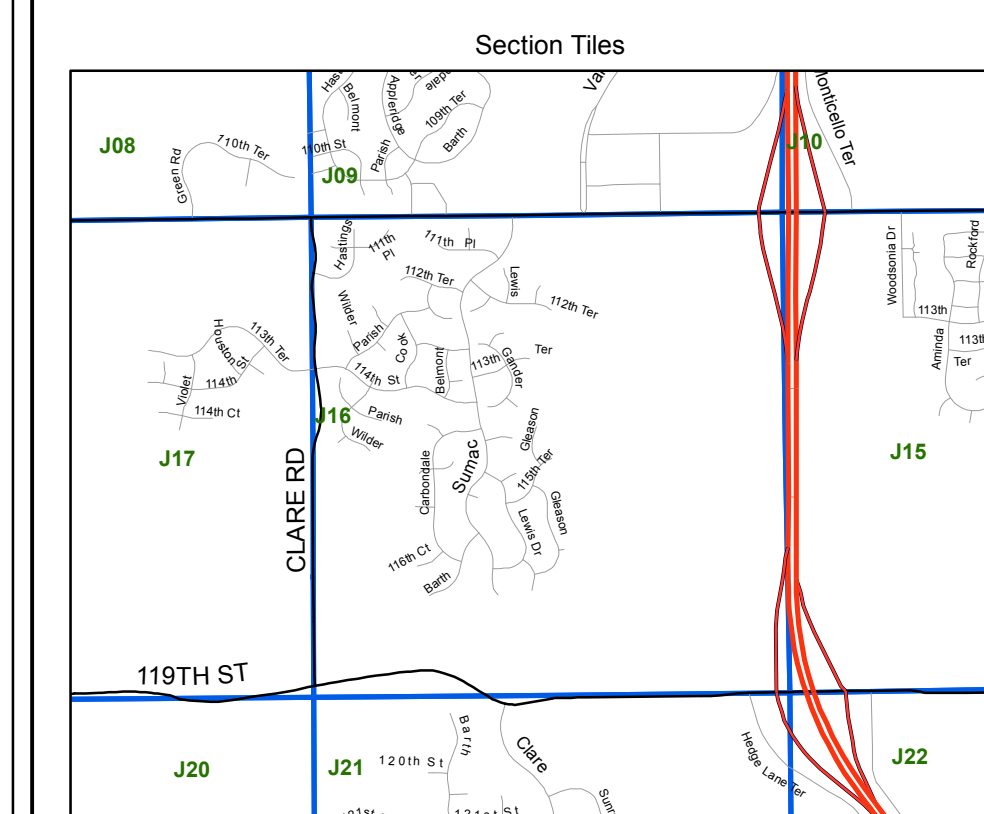 Section Tiles
Belmont
Appleridge
109th Ter
Barth
Monticello Ter
J08
110th Ter
110th St
Parish
J10
J09
Green Rd
Hastings
111th
Pl
111th Pl
Woodsonia Dr
Rockford
112th Ter
Lewis
112th Ter
Wilder
Parish
Cook
113th
Houston St
113th Ter
Belmont
113th
Ter
Gander
Aminda
Ter
114th St
114th
Violet
114th Ct
J16
Parish
Wilder
Gleason
J17
J15
Sumac
CLARE RD
Carbondale
115th Ter
Gleason
Lewis Dr
116th Ct
Barth
119TH ST
Barth
Clare
Hedge Lane Ter
J20
J21
120th St
J22
121st St